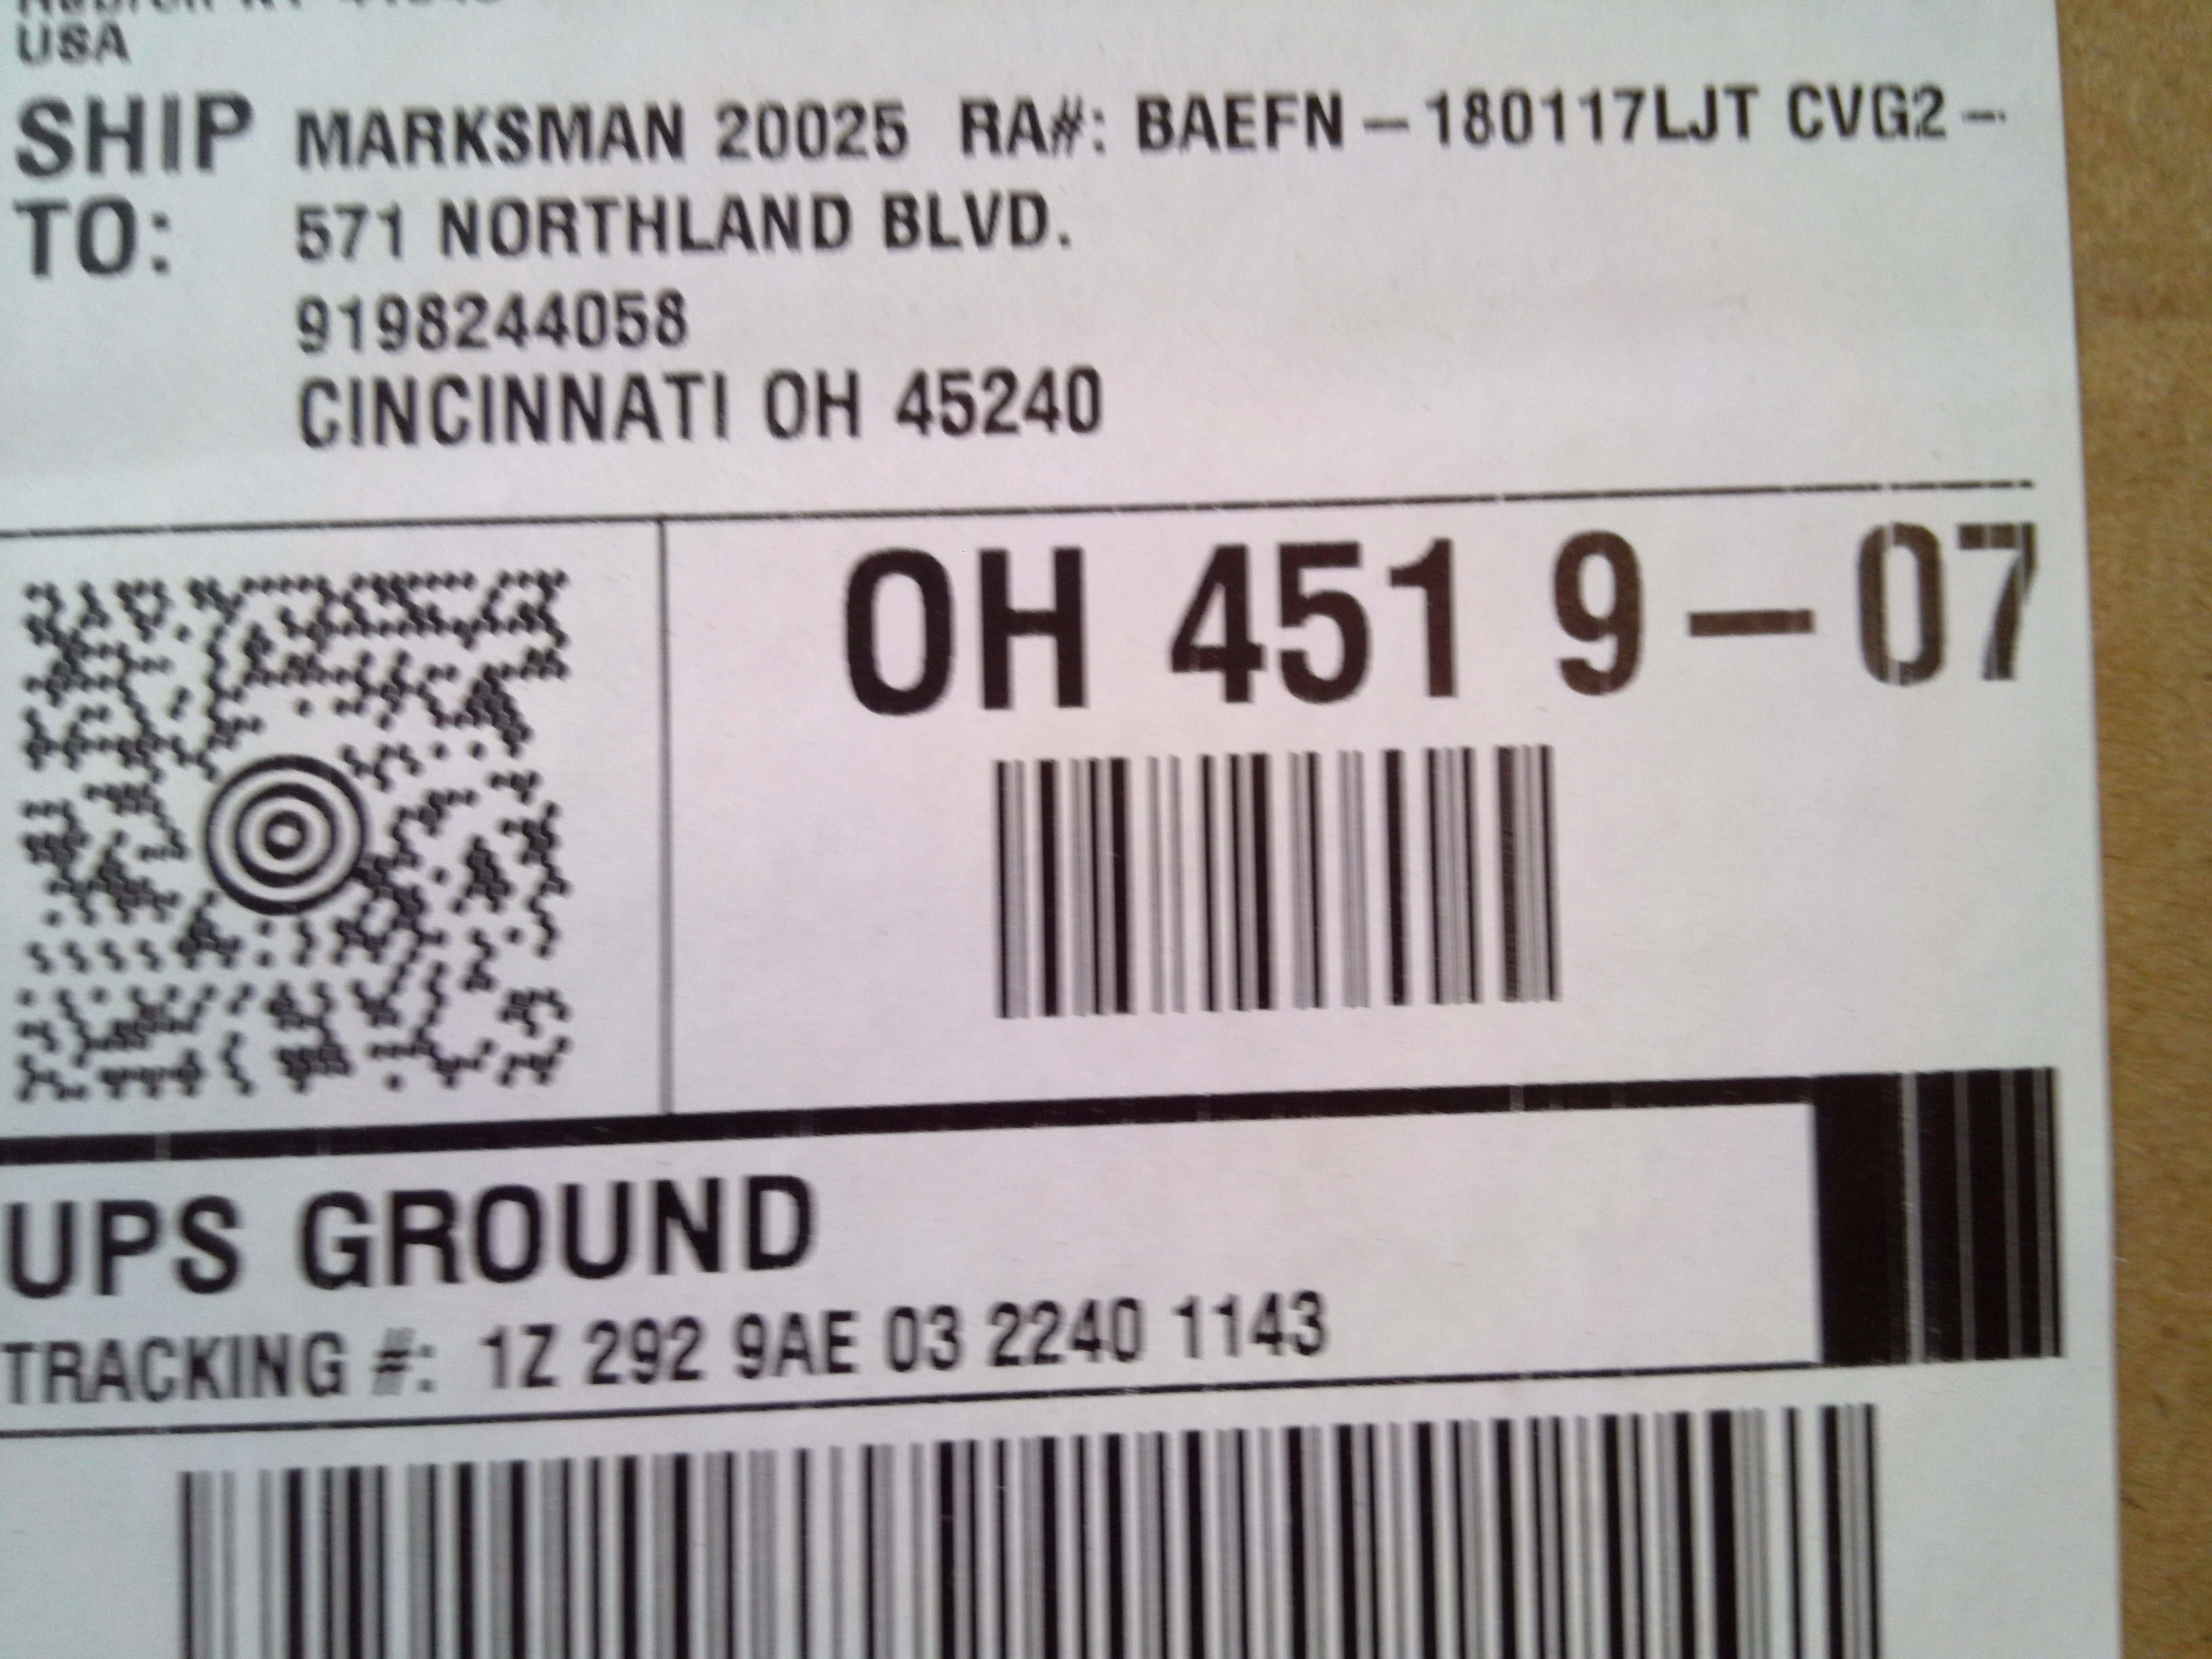 USA
SHIP TO:
MARKSMAN 20025 RA#: BAEFN-180117LJT CVG2-
571 NORTHLAND BLVD.
9198244058
CINCINNATI OH 45240
OH 451 9-07
UPS GROUND
TRACKING #: 1Z 292 9AE 03 2240 1143